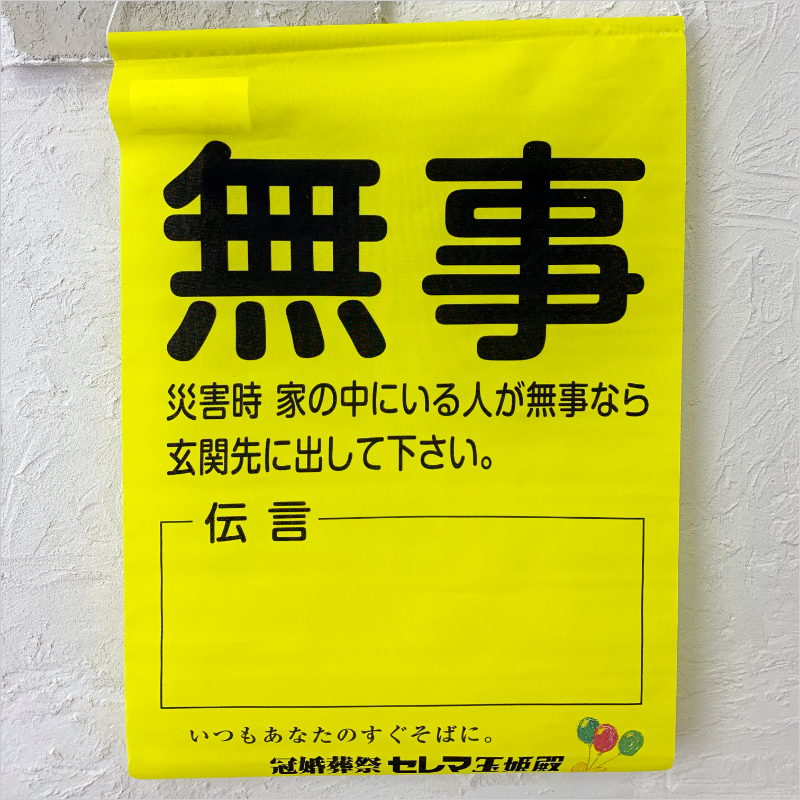 無事
災害時 家の中にいる人が無事なら
玄関先に出して下さい。
伝言
いつもあなたのすぐそばに。
冠婚葬祭 セレマ玉姫殿